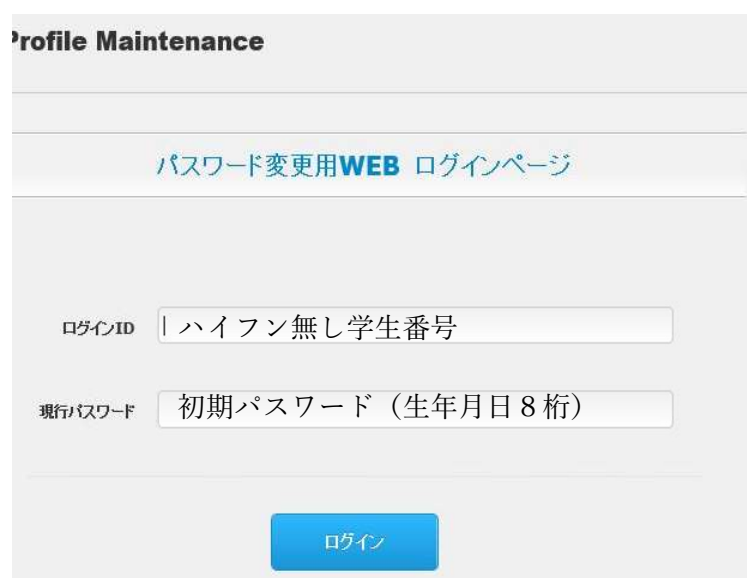 Profile Maintenance
パスワード変更用WEB ログインページ
ログインID ハイフン無し学生番号
現行パスワード 初期パスワード（生年月日８桁）
ログイン